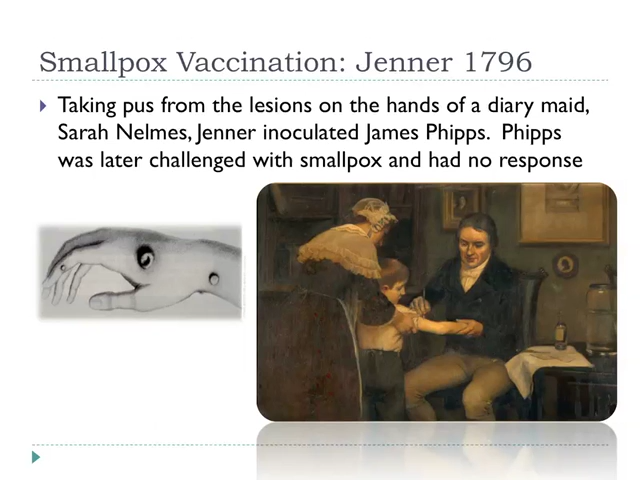 Smallpox Vaccination: Jenner 1796
Taking pus from the lesions on the hands of a diary maid,
Sarah Nelmes, Jenner inoculated James Phipps.  Phipps
was later challenged with smallpox and had no response